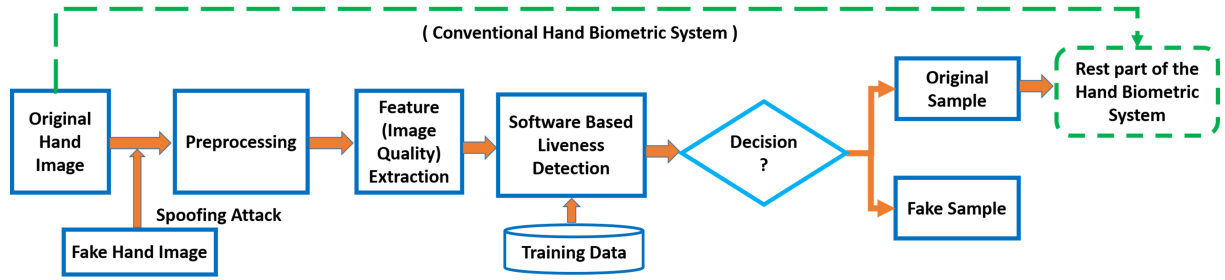 ( Conventional Hand Biometric System )
Original
Hand
Image
Preprocessing
Feature
(Image
Quality)
Extraction
Software Based
Liveness
Detection
Decision
?
Original
Sample
Rest part of the
Hand Biometric
System
Spoofing Attack
Fake Hand Image
Training Data
Fake Sample